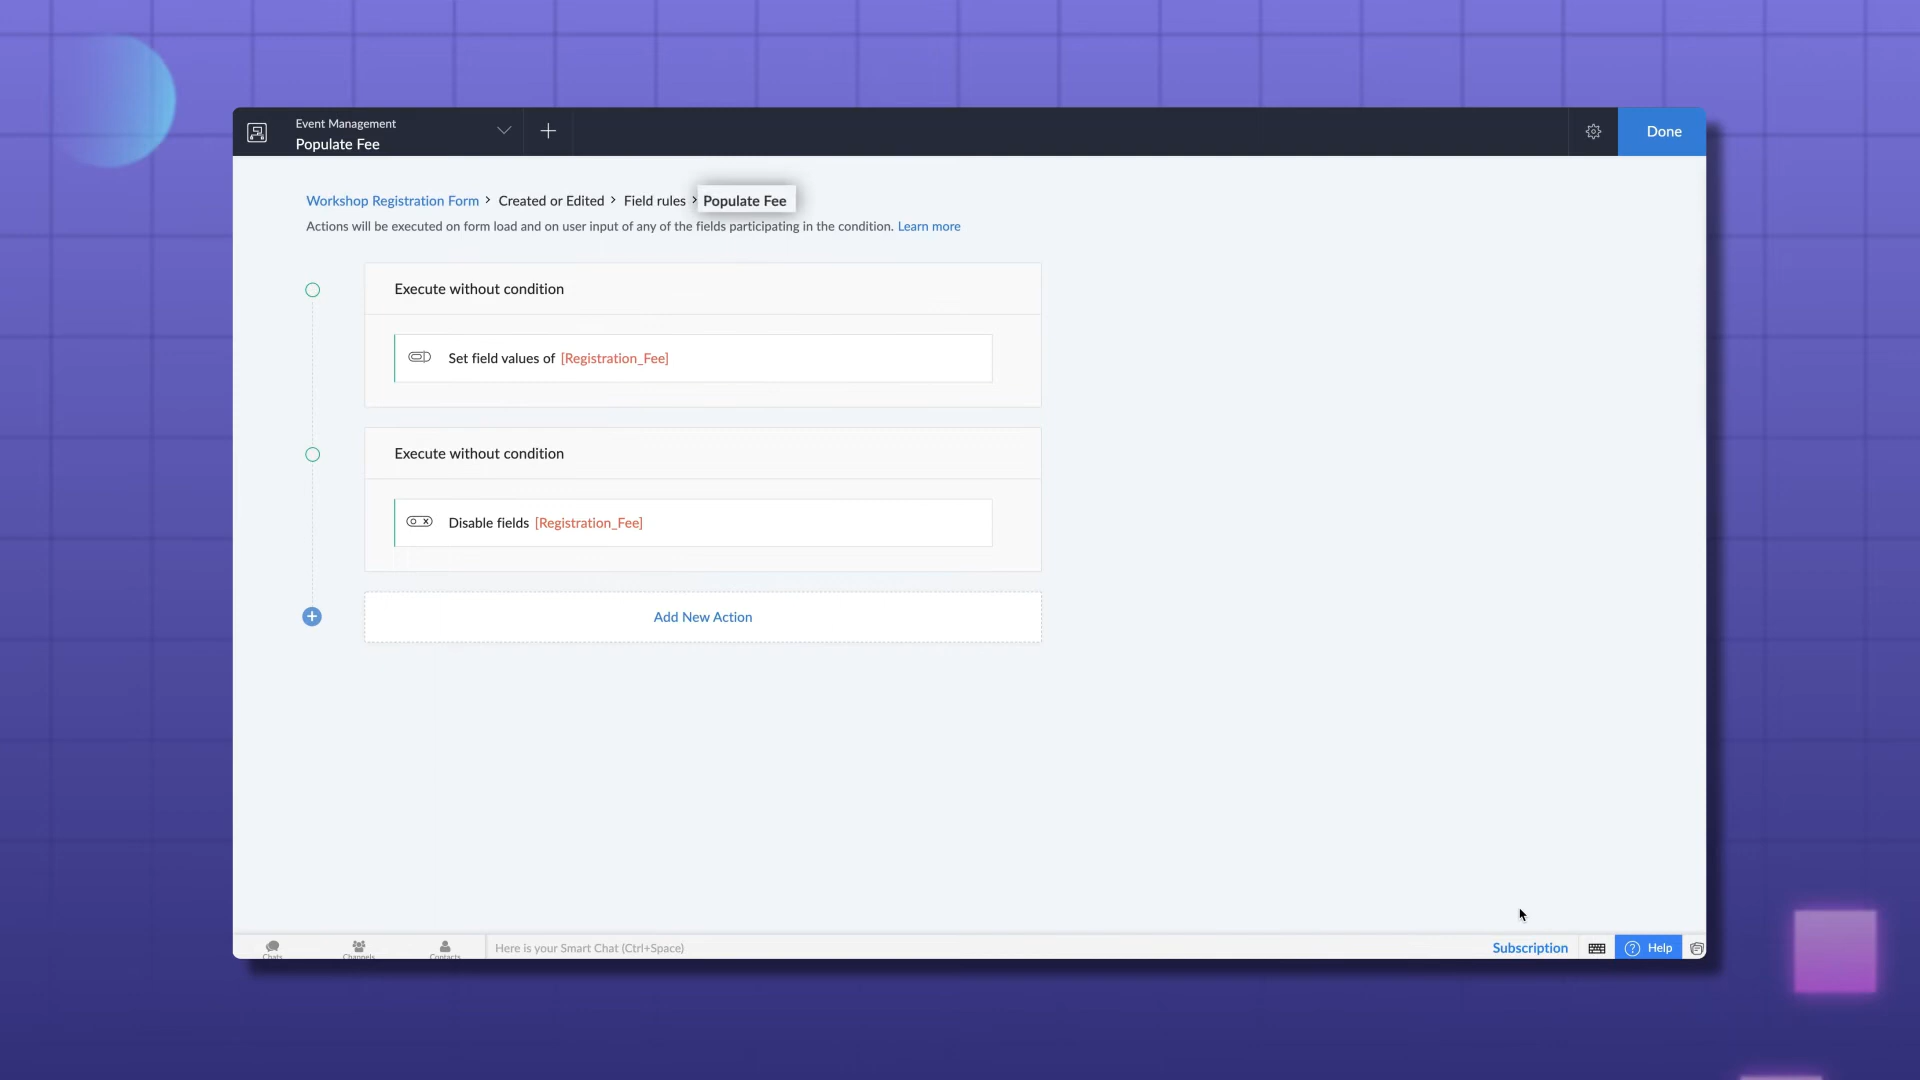 Event Management
Populate Fee
Done
Workshop Registration Form > Created or Edited > Field rules > Populate Fee
Actions will be executed on form load and on user input of any of the fields participating in the condition. Learn more
Execute without condition
Set field values of [Registration_Fee]
Execute without condition
Disable fields [Registration_Fee]
Add New Action
Chats Channels Contacts Here is your Smart Chat (Ctrl+Space) Subscription Help